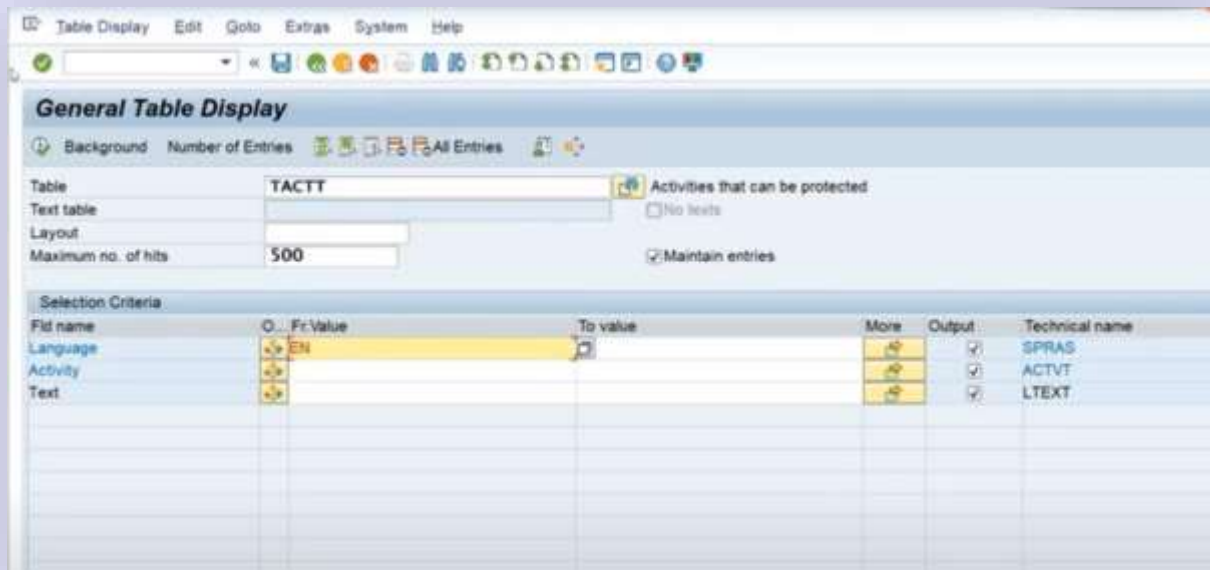 Table Display Edit Goto Extras System Help
General Table Display
Background Number of Entries All Entries
Table TACTT Activities that can be protected
Text table No texts
Layout
Maximum no. of hits 500 Maintain entries
Selection Criteria
Fld name O... Fr.Value To value More Output Technical name
Language EN SPRAS
Activity ACTVT
Text LTEXT